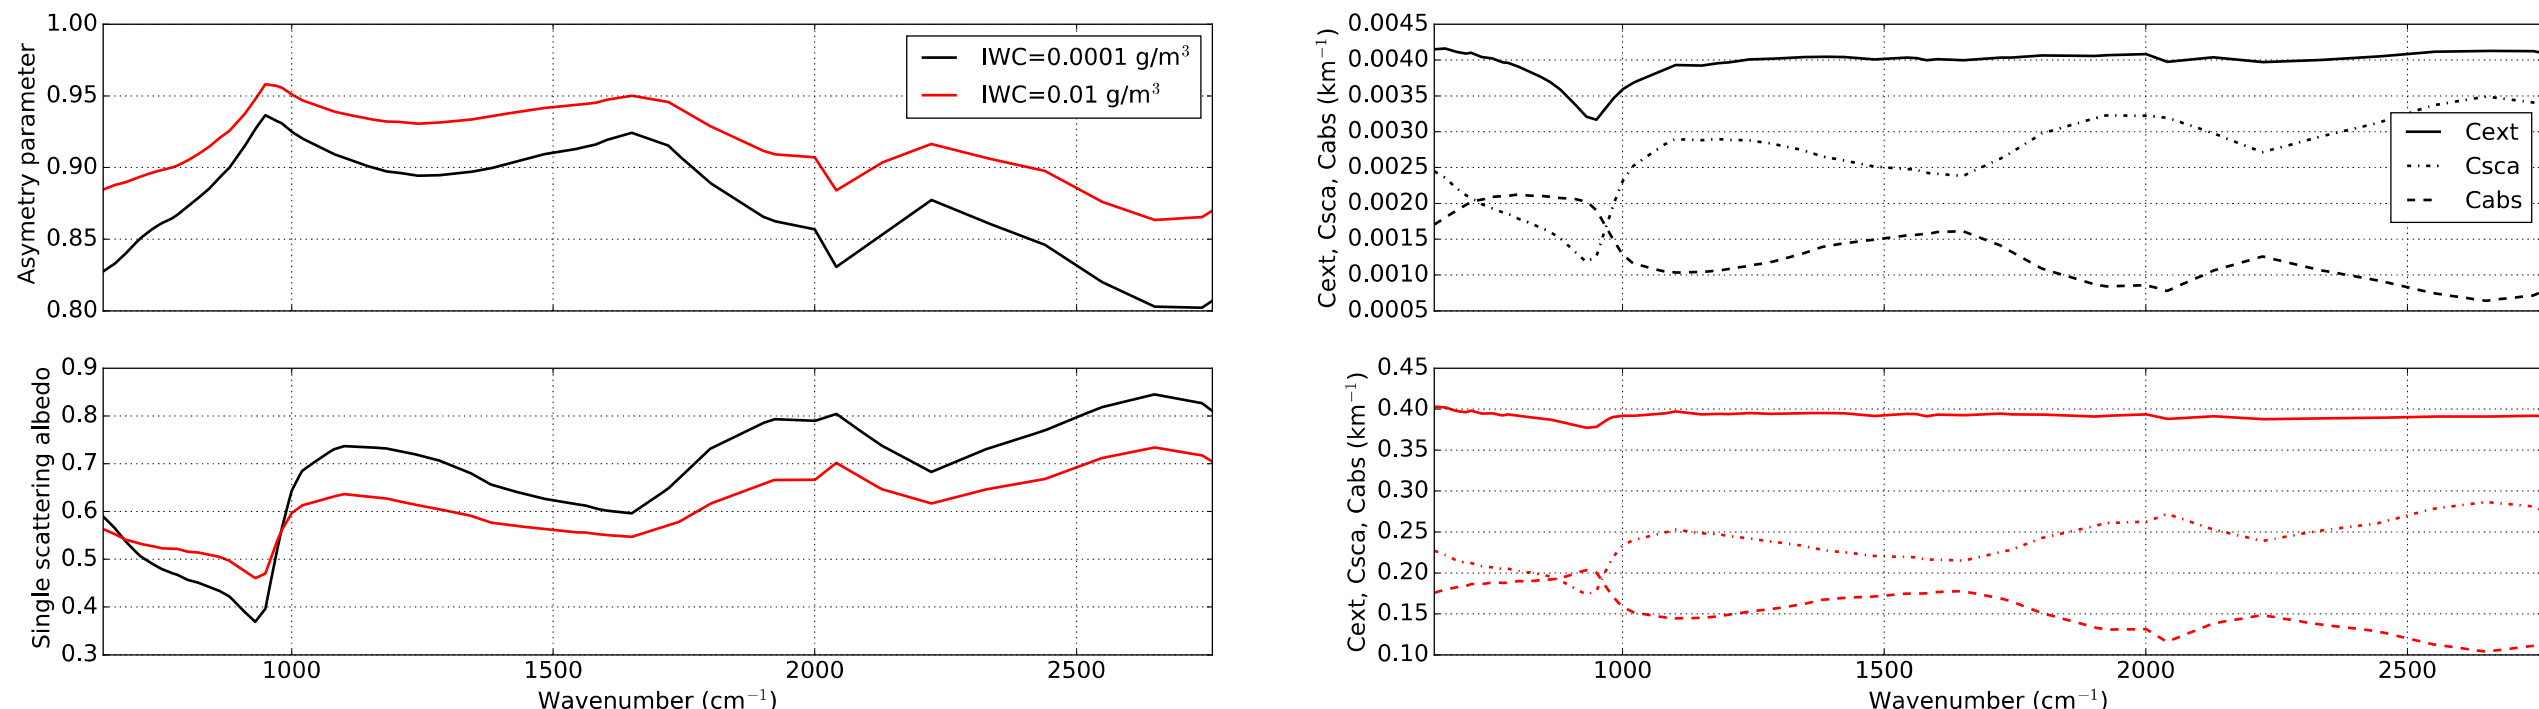 Asymetry parameter
1.00
0.95
0.90
0.85
0.80
IWC=0.0001 g/m³
IWC=0.01 g/m³
Single scattering albedo
0.9
0.8
0.7
0.6
0.5
0.4
0.3
1000 1500 2000 2500
Wavenumber (cm⁻¹)
Cext, Csca, Cabs (km⁻¹)
0.0045
0.0040
0.0035
0.0030
0.0025
0.0020
0.0015
0.0010
0.0005
Cext
Csca
Cabs
Cext, Csca, Cabs (km⁻¹)
0.45
0.40
0.35
0.30
0.25
0.20
0.15
0.10
1000 1500 2000 2500
Wavenumber (cm⁻¹)